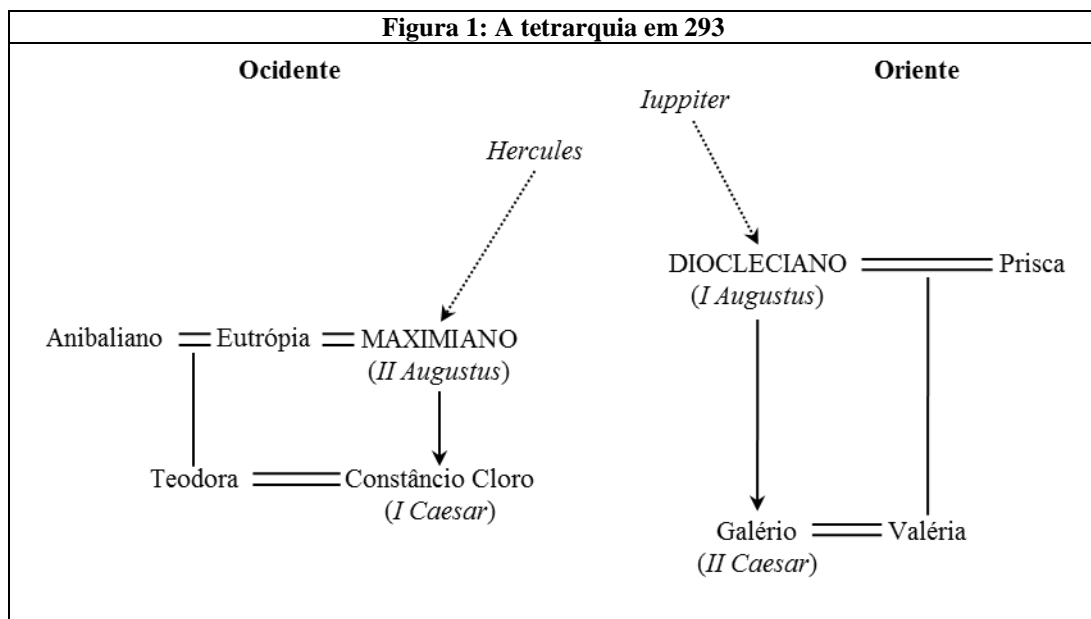 Figura 1: A tetrarquia em 293
Ocidente
Oriente
Iuppiter
Hercules
DIOCLECIANO
Prisca
(I Augustus)
Anibaliano
Eutrópia
MAXIMIANO
(II Augustus)
Teodora
Constâncio Cloro
(I Caesar)
Galério
Valéria
(II Caesar)